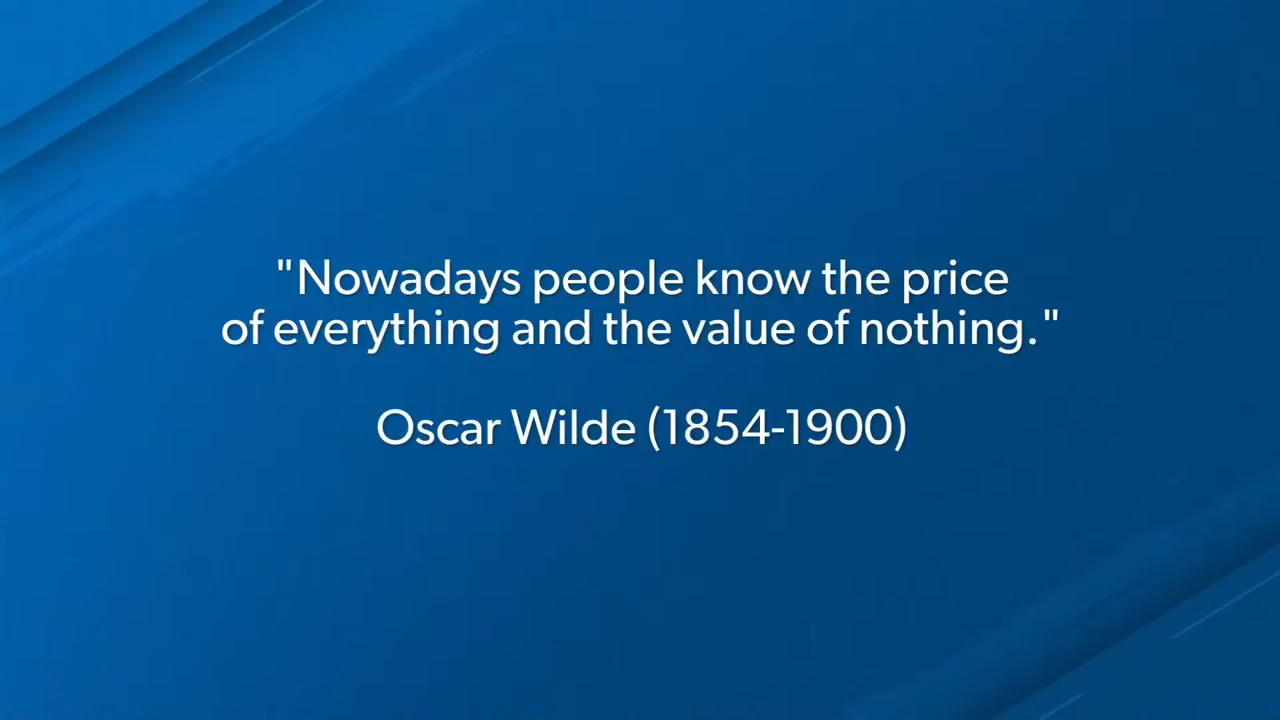 "Nowadays people know the price
of everything and the value of nothing."
Oscar Wilde (1854-1900)